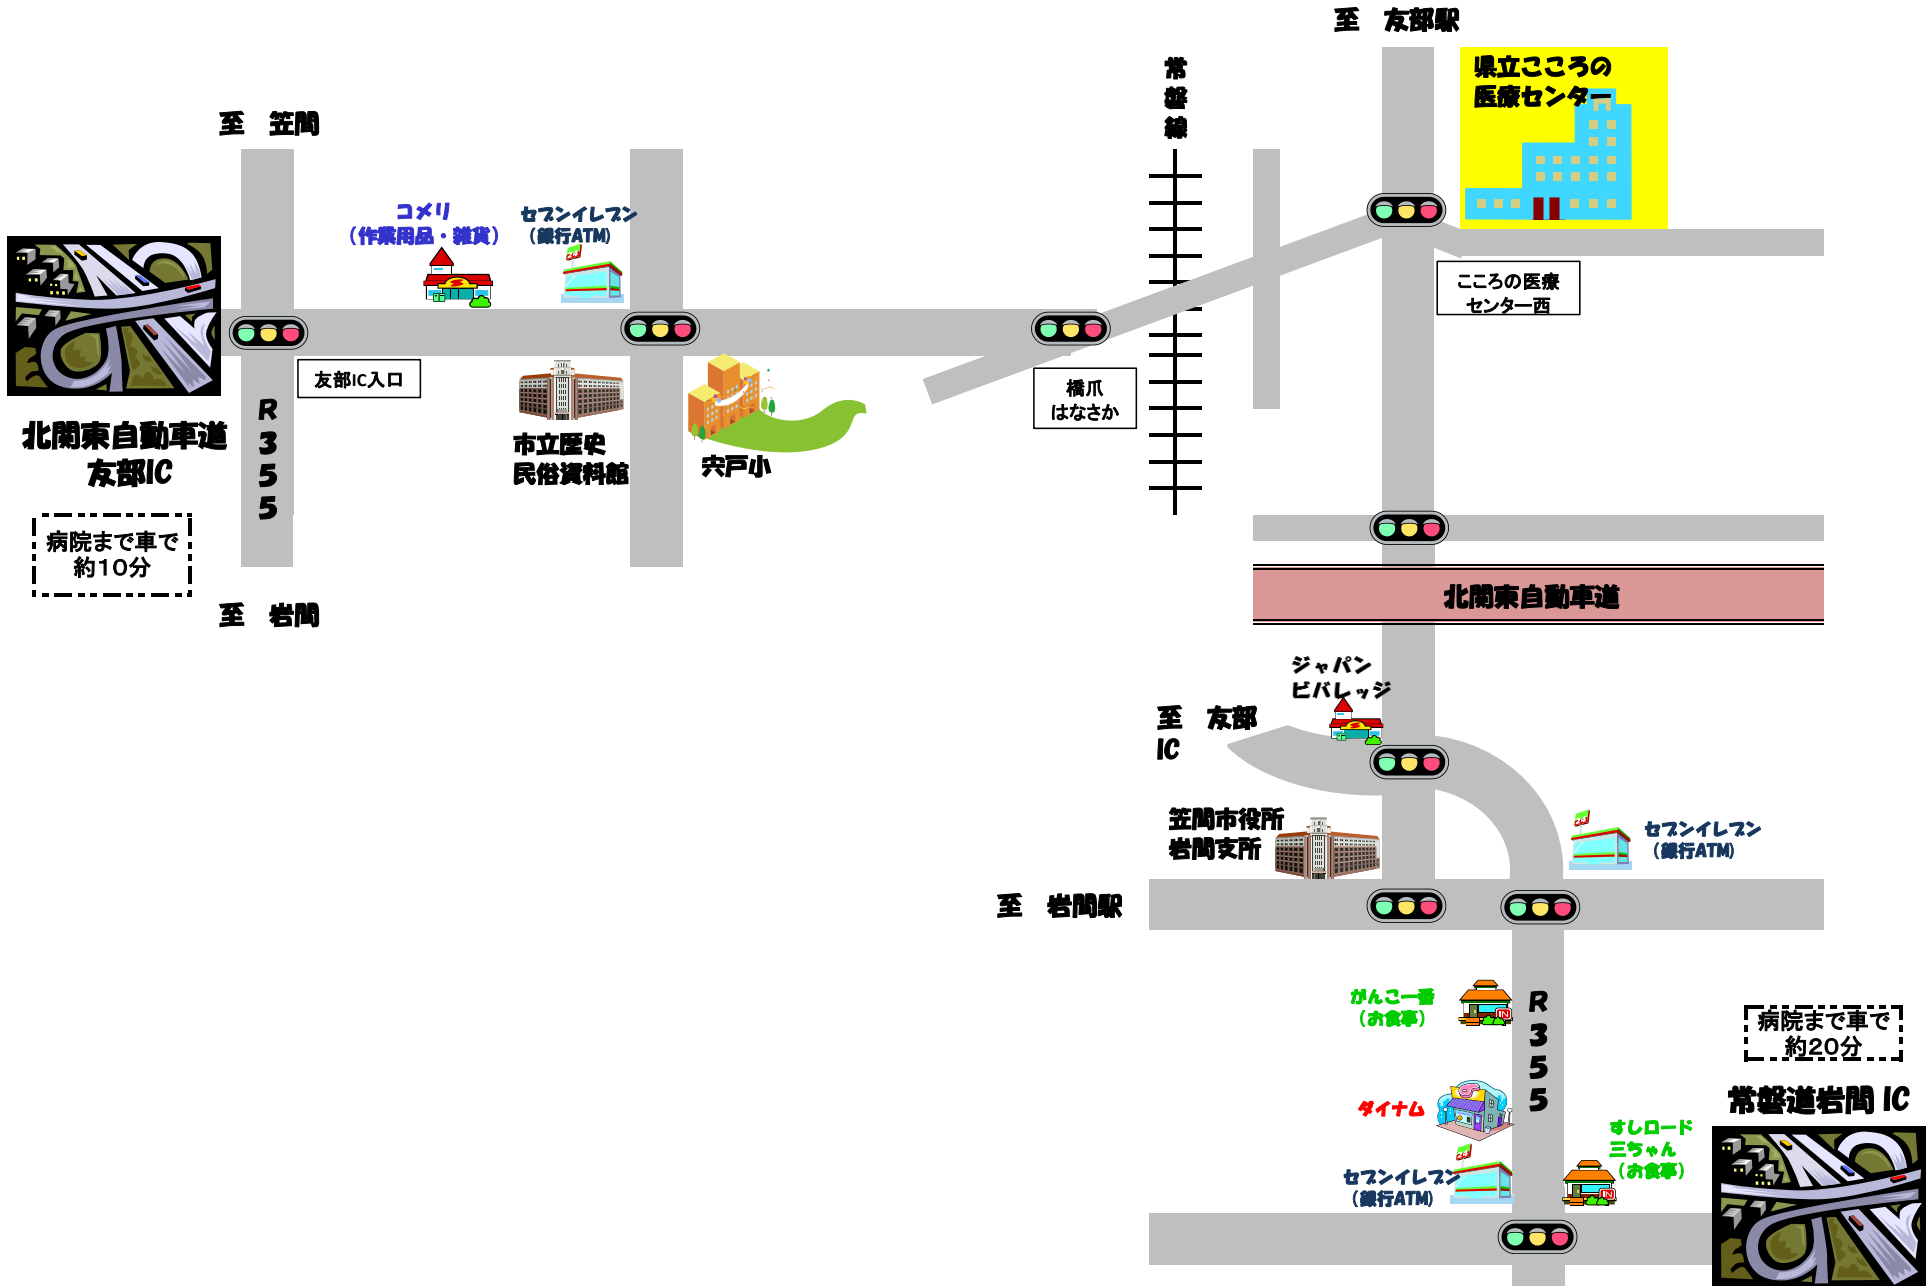 至　友部駅
常
磐
線
県立こころの
医療センター
至　笠間
コメリ
（作業用品・雑貨）
セブンイレブン
（銀行ATM）
こころの医療
センター西
友部IC入口
橋爪
はなさか
R
3
5
5
北関東自動車道
友部IC
市立歴史
民俗資料館
宍戸小
病院まで車で
約10分
至　岩間
北関東自動車道
ジャパン
ビバレッジ
至　友部
IC
笠間市役所
岩間支所
セブンイレブン
（銀行ATM）
至　岩間駅
がんこ一番
（お食事）
R
3
5
5
病院まで車で
約20分
ダイナム
常磐道岩間 IC
すしロード
三ちゃん
（お食事）
セブンイレブン
（銀行ATM）